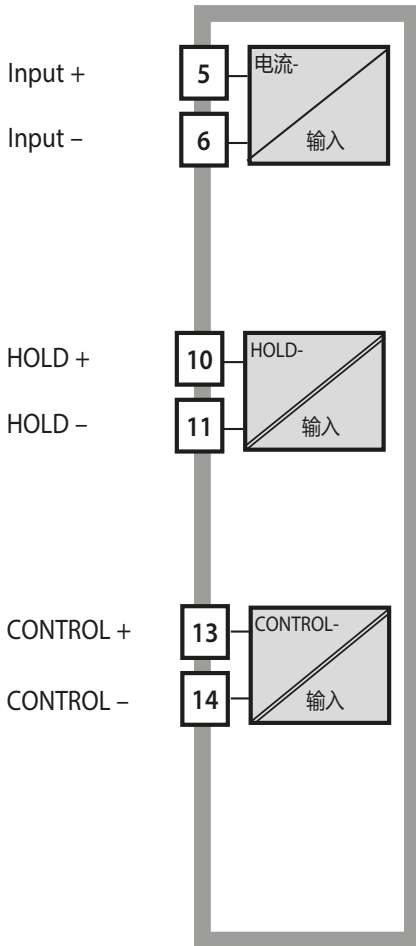 Input +
5
电流-
Input –
6
输入
HOLD +
10
HOLD-
HOLD –
11
输入
CONTROL +
13
CONTROL-
CONTROL –
14
输入